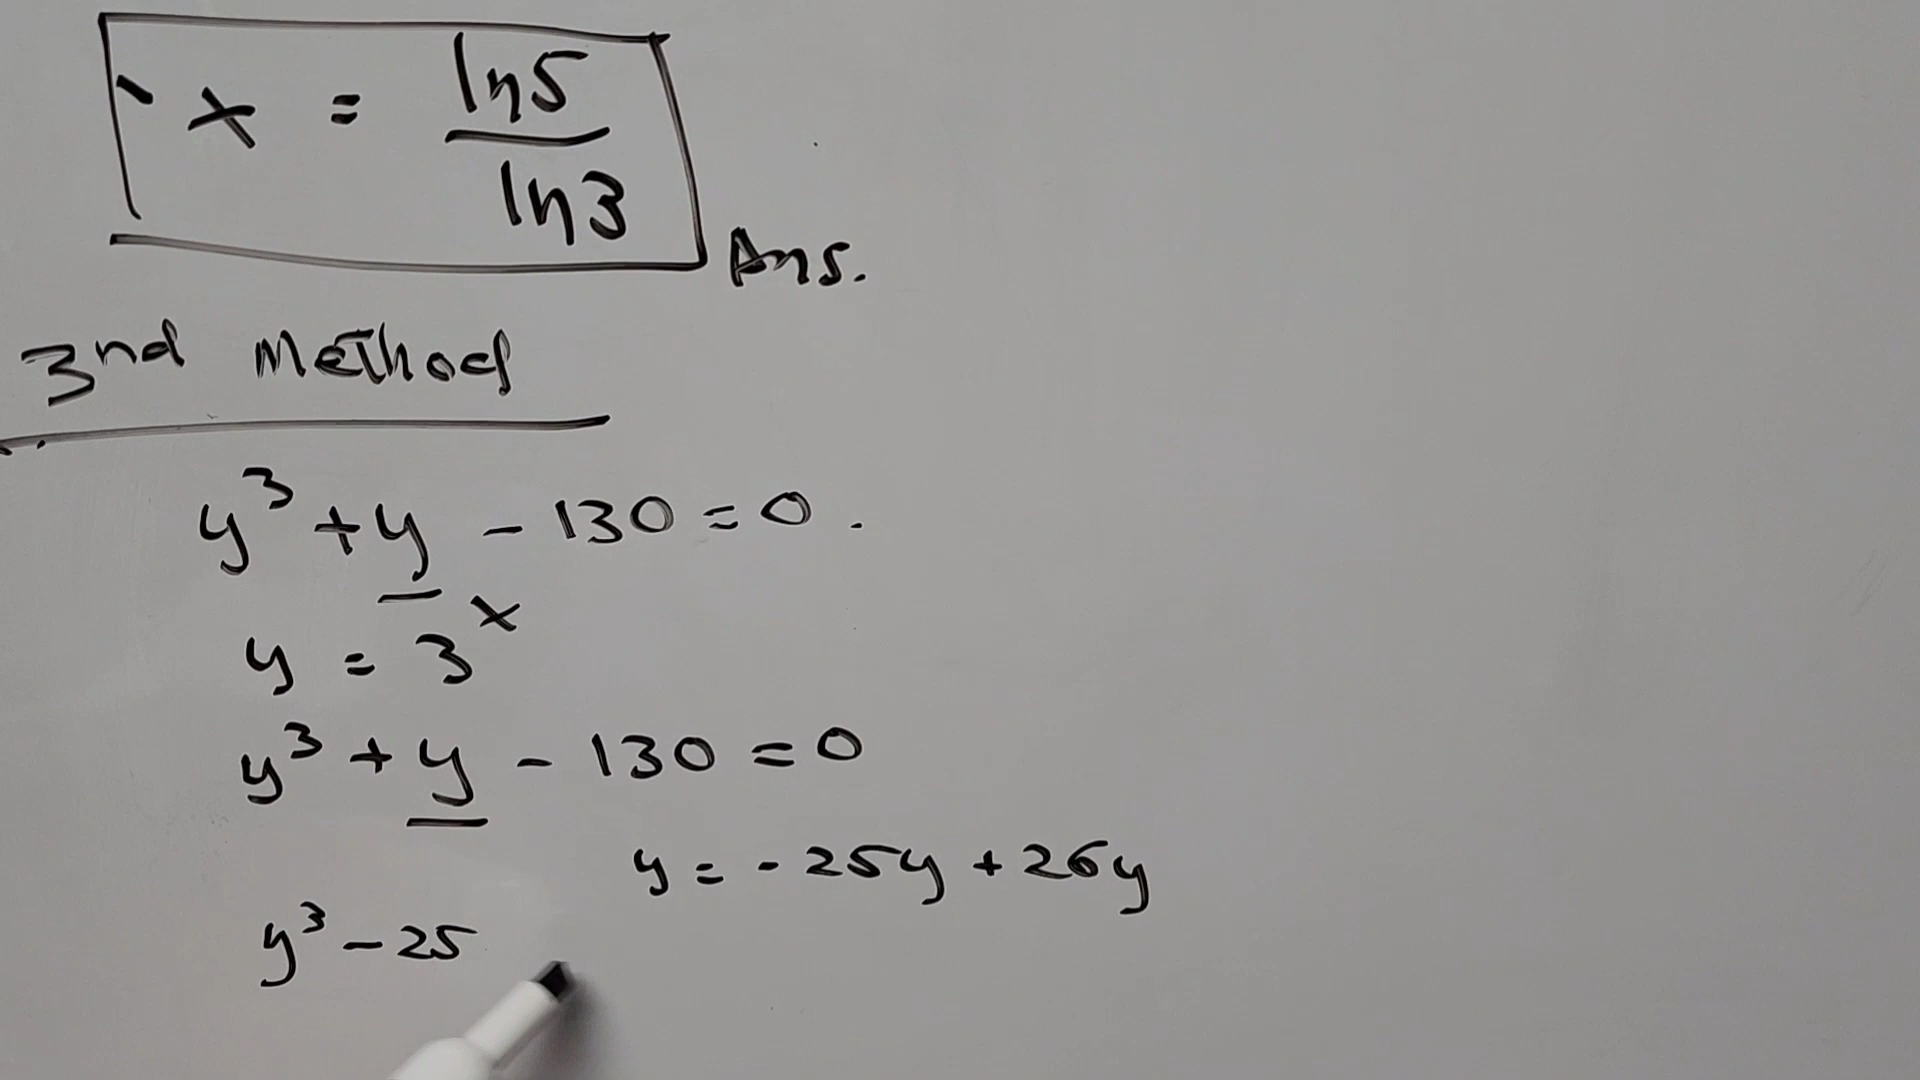 x = ln5/ln3
Ans.
3nd Method
y³ + y - 130 = 0.
y = 3ˣ
y³ + y - 130 = 0
y = -25y + 26y
y³ - 25